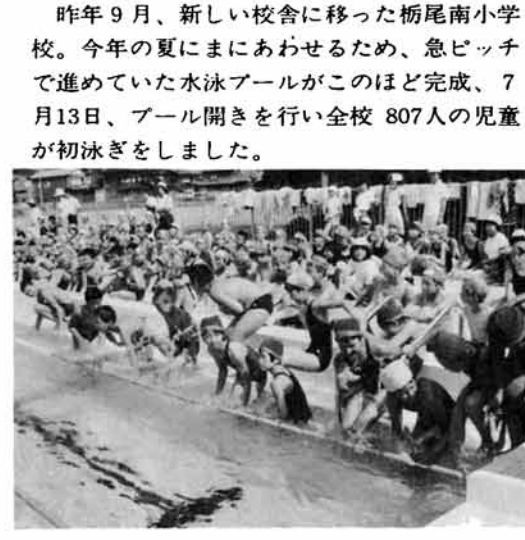 昨年9月、新しい校舎に移った栃尾南小学
校。今年の夏にまにあわせるため、急ピッチ
で進めていた水泳プールがこのほど完成、7
月13日、プール開きを行い全校 807人の児童
が初泳ぎをしました。